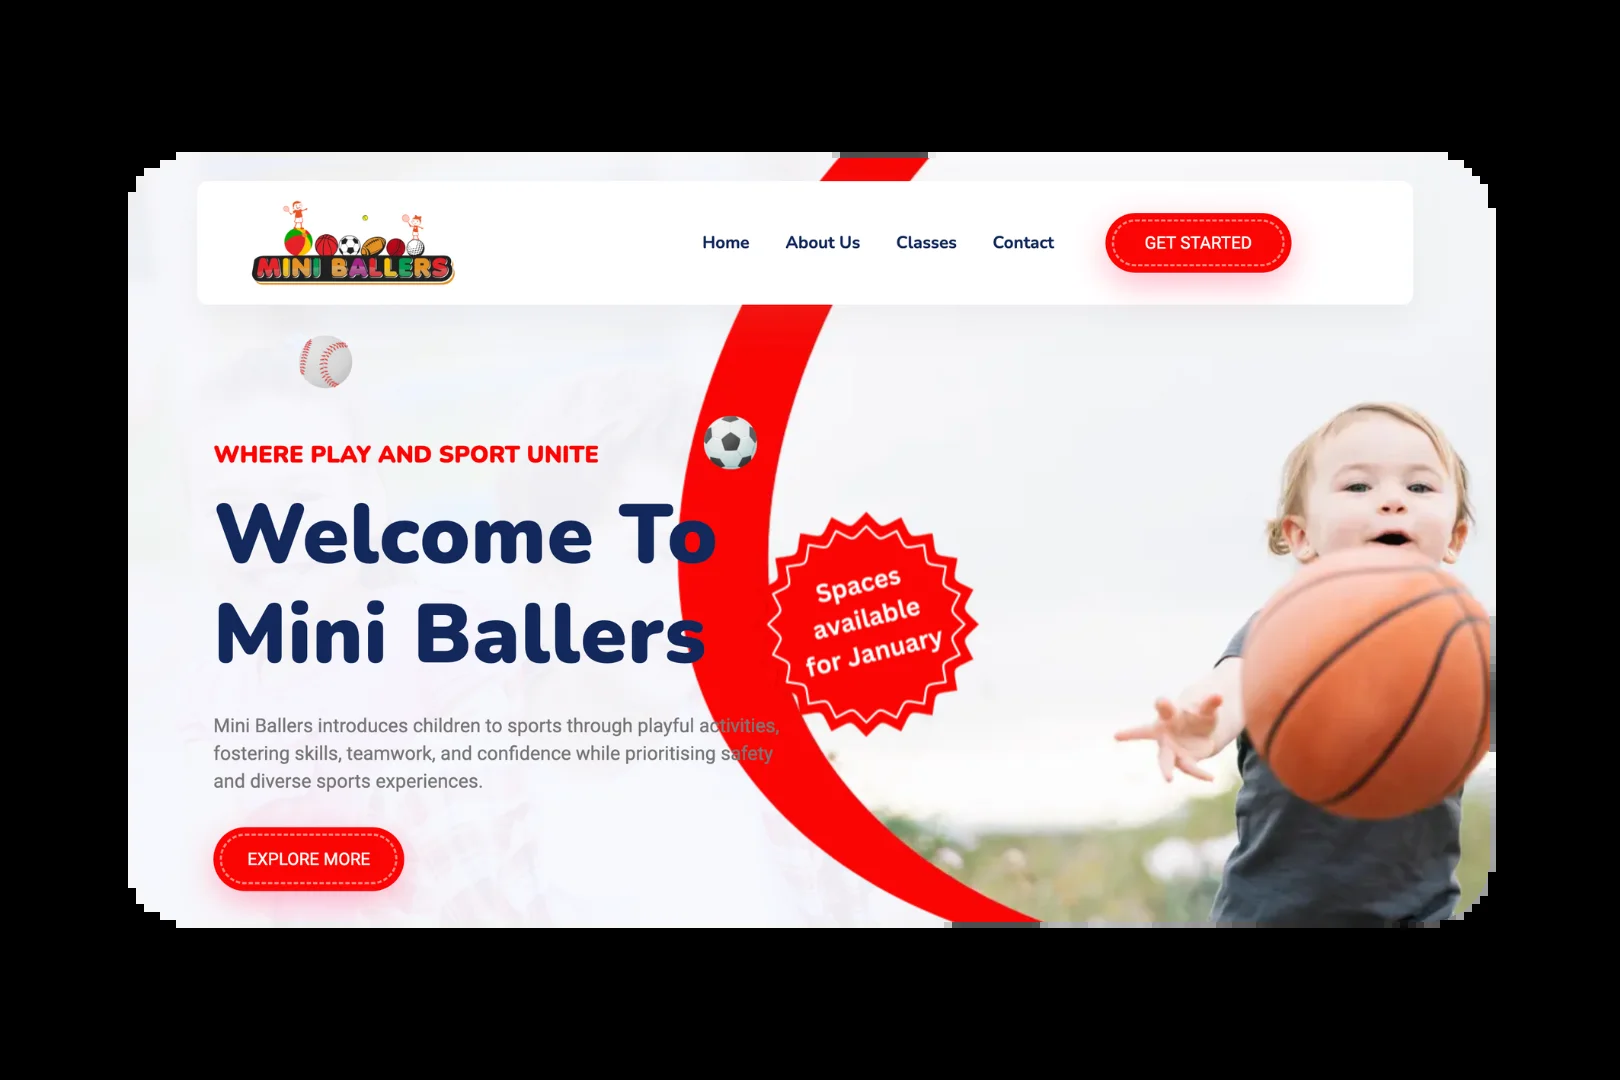 MINI BALLERS
Home
About Us
Classes
Contact
GET STARTED
WHERE PLAY AND SPORT UNITE
Welcome To
Mini Ballers
Spaces
available
for January
Mini Ballers introduces children to sports through playful activities,
fostering skills, teamwork, and confidence while prioritising safety
and diverse sports experiences.
EXPLORE MORE